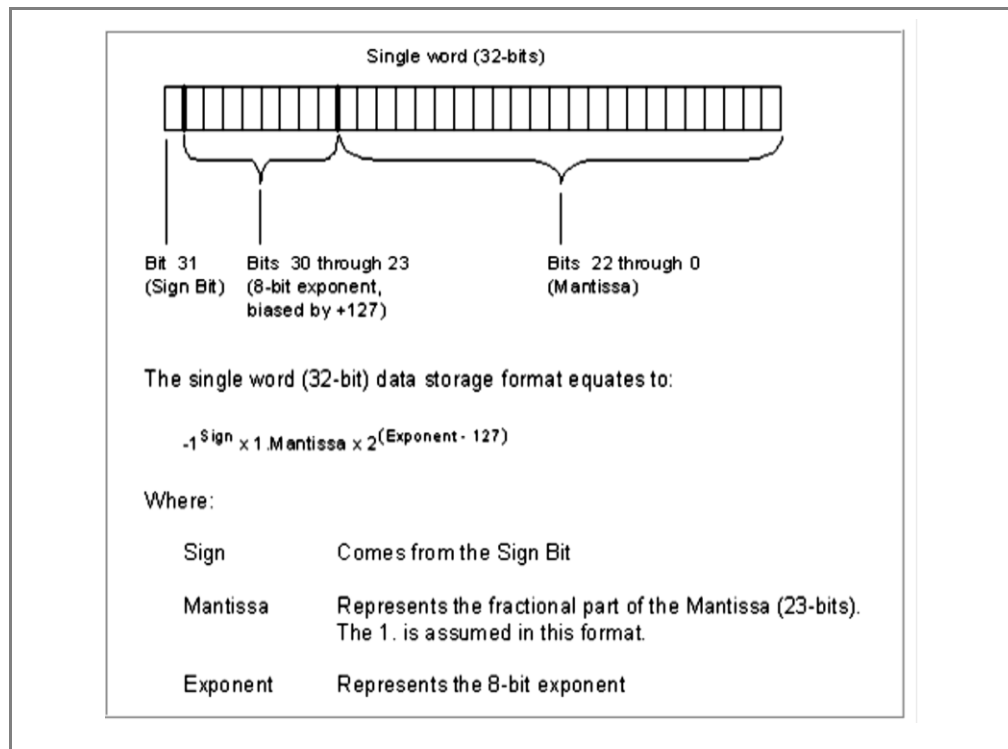 Single word (32-bits)
Bit 31
(Sign Bit)
Bits 30 through 23
(8-bit exponent,
biased by +127)
Bits 22 through 0
(Mantissa)
The single word (32-bit) data storage format equates to:
-1^Sign x 1.Mantissa x 2^(Exponent - 127)
Where:
Sign Comes from the Sign Bit
Mantissa Represents the fractional part of the Mantissa (23-bits).
The 1. is assumed in this format.
Exponent Represents the 8-bit exponent